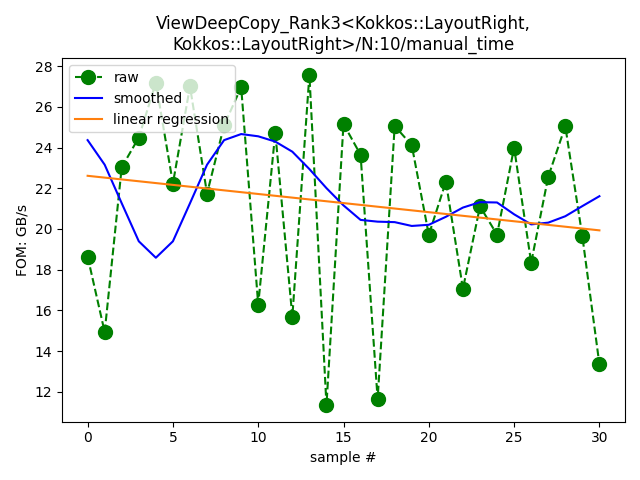 ViewDeepCopy_Rank3<Kokkos::LayoutRight,
Kokkos::LayoutRight>/N:10/manual_time
28
26
24
22
20
18
16
14
12
FOM: GB/s
raw
smoothed
linear regression
0
5
10
15
20
25
30
sample #